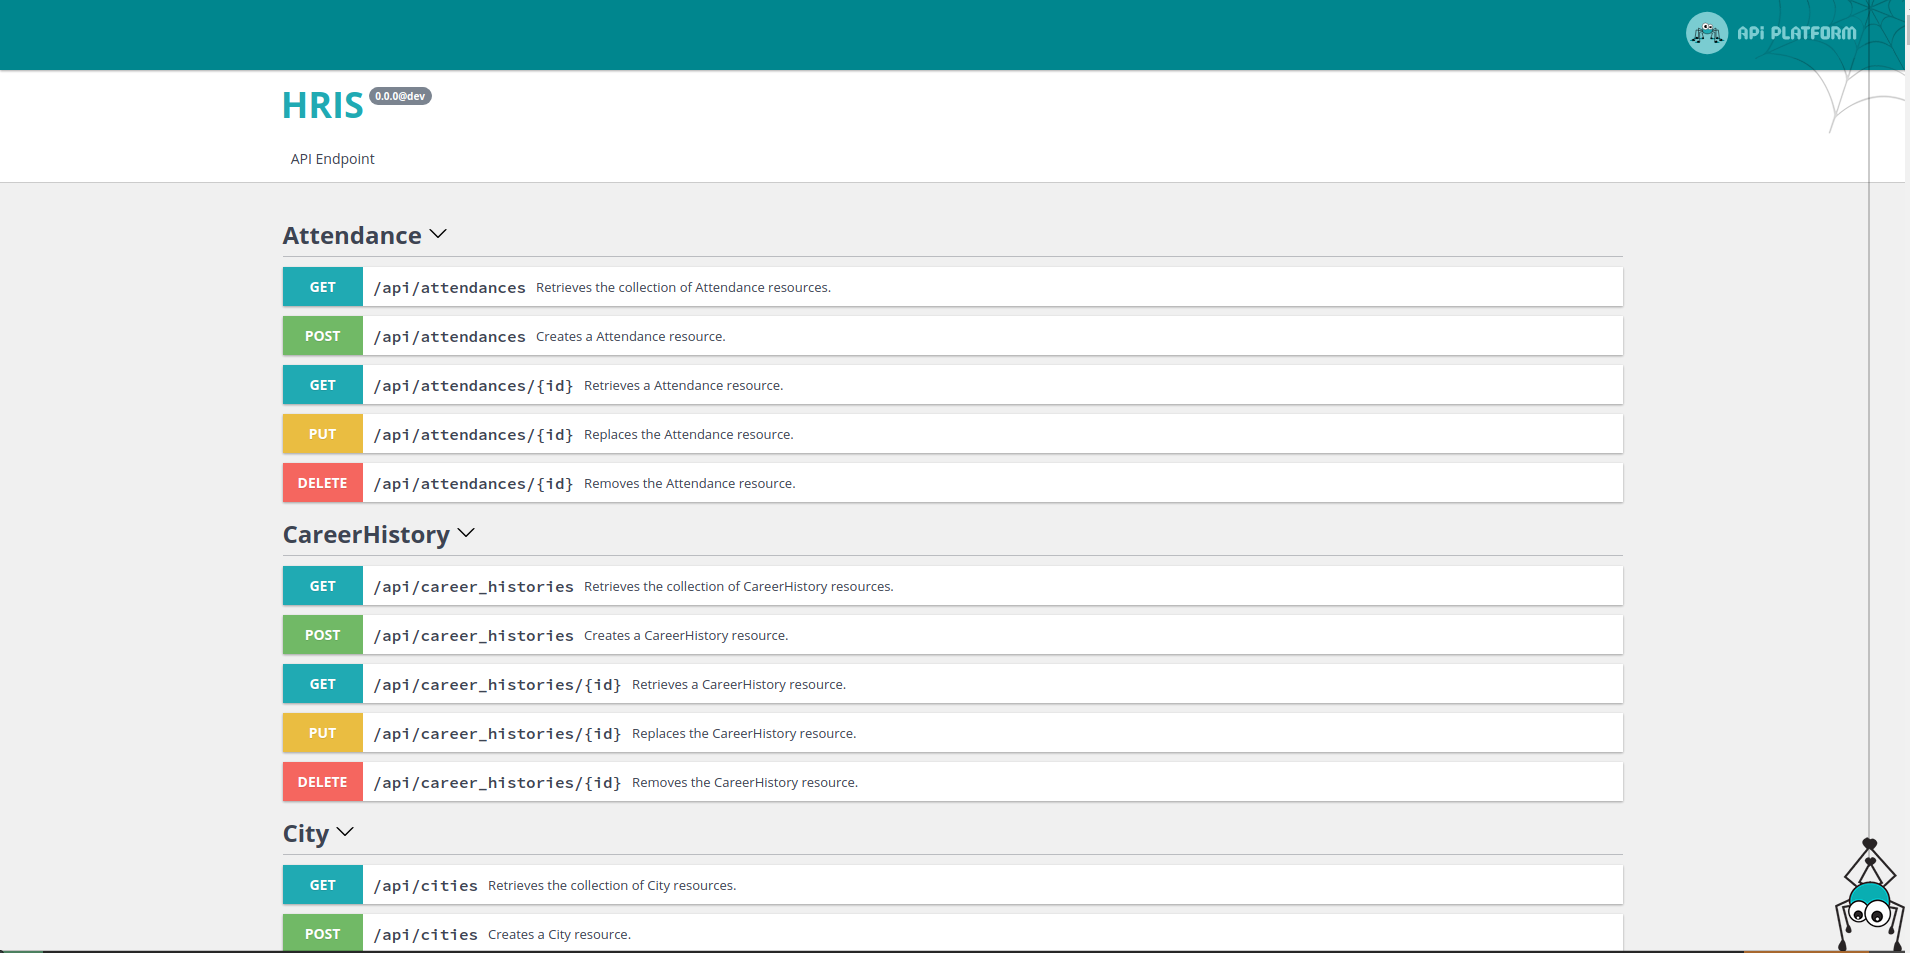 APi PLATFORM
HRIS 0.0.0@dev
API Endpoint
Attendance
GET /api/attendances Retrieves the collection of Attendance resources.
POST /api/attendances Creates a Attendance resource.
GET /api/attendances/{id} Retrieves a Attendance resource.
PUT /api/attendances/{id} Replaces the Attendance resource.
DELETE /api/attendances/{id} Removes the Attendance resource.
CareerHistory
GET /api/career_histories Retrieves the collection of CareerHistory resources.
POST /api/career_histories Creates a CareerHistory resource.
GET /api/career_histories/{id} Retrieves a CareerHistory resource.
PUT /api/career_histories/{id} Replaces the CareerHistory resource.
DELETE /api/career_histories/{id} Removes the CareerHistory resource.
City
GET /api/cities Retrieves the collection of City resources.
POST /api/cities Creates a City resource.